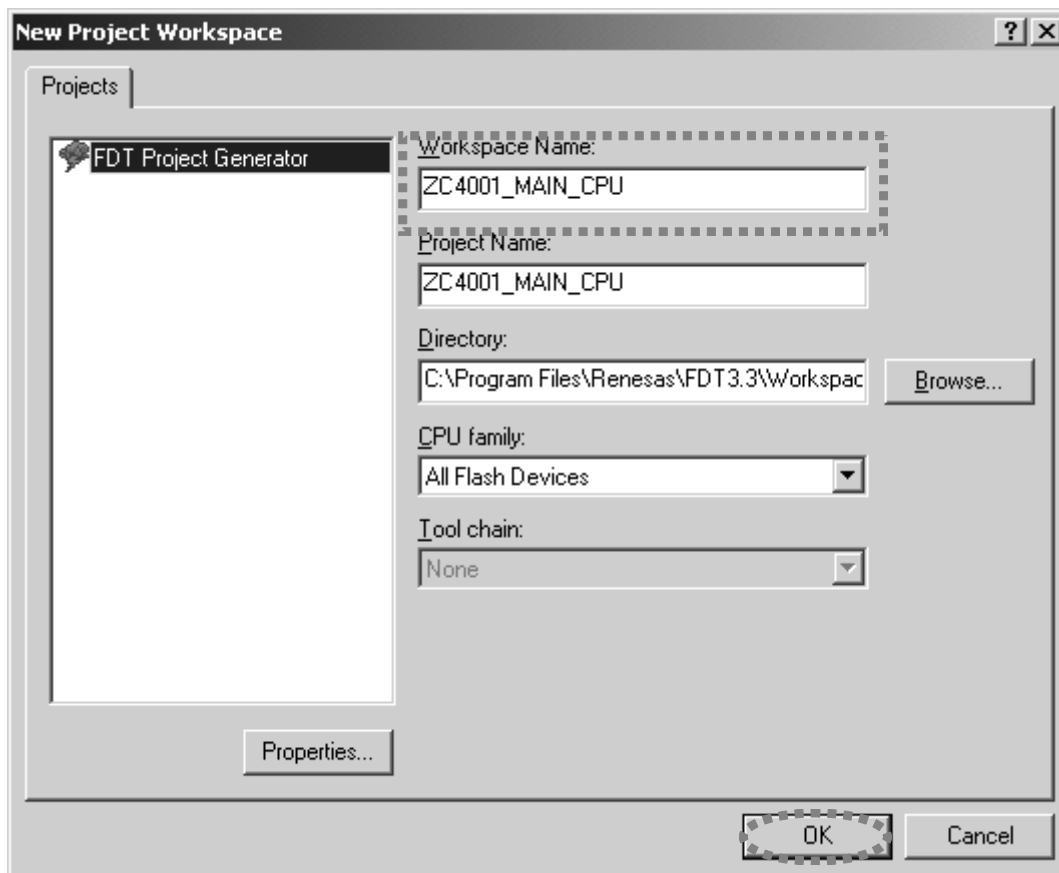 New Project Workspace
Projects
FDT Project Generator
Workspace Name:
ZC4001_MAIN_CPU
Project Name:
ZC4001_MAIN_CPU
Directory:
C:\Program Files\Renesas\FDT3.3\Workspac
Browse...
CPU family:
All Flash Devices
Tool chain:
None
Properties...
OK Cancel